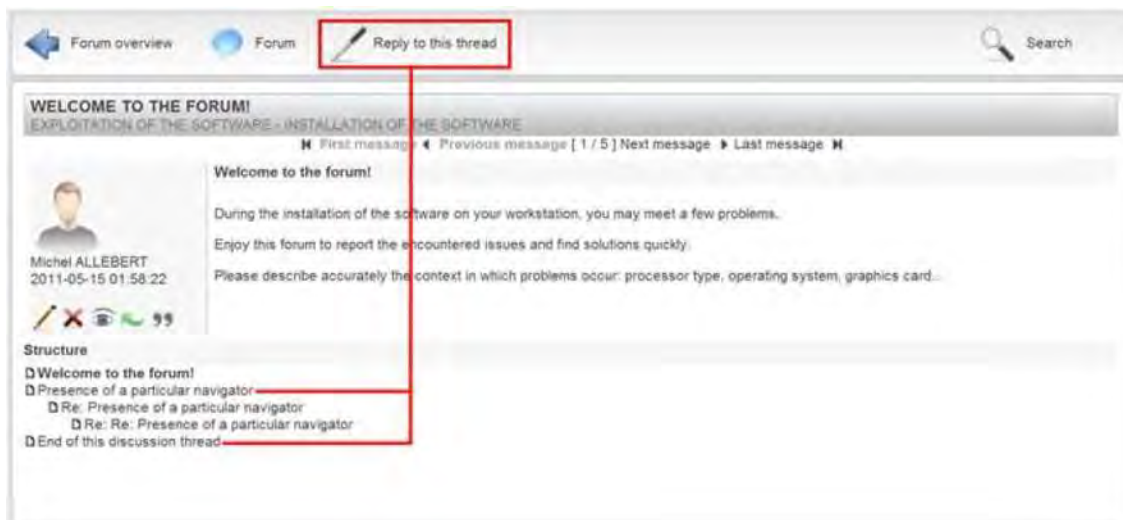 Forum overview Forum Reply to this thread Search
WELCOME TO THE FORUM!
EXPLOITATION OF THE SOFTWARE - INSTALLATION OF THE SOFTWARE
First message Previous message [ 1 / 5 ] Next message Last message
Welcome to the forum!
During the installation of the software on your workstation, you may meet a few problems.
Enjoy this forum to report the encountered issues and find solutions quickly.
Please describe accurately the context in which problems occur: processor type, operating system, graphics card...
Michel ALLEBERT
2011-05-15 01:58:22
Structure
Welcome to the forum!
Presence of a particular navigator
Re: Presence of a particular navigator
Re: Re: Presence of a particular navigator
End of this discussion thread